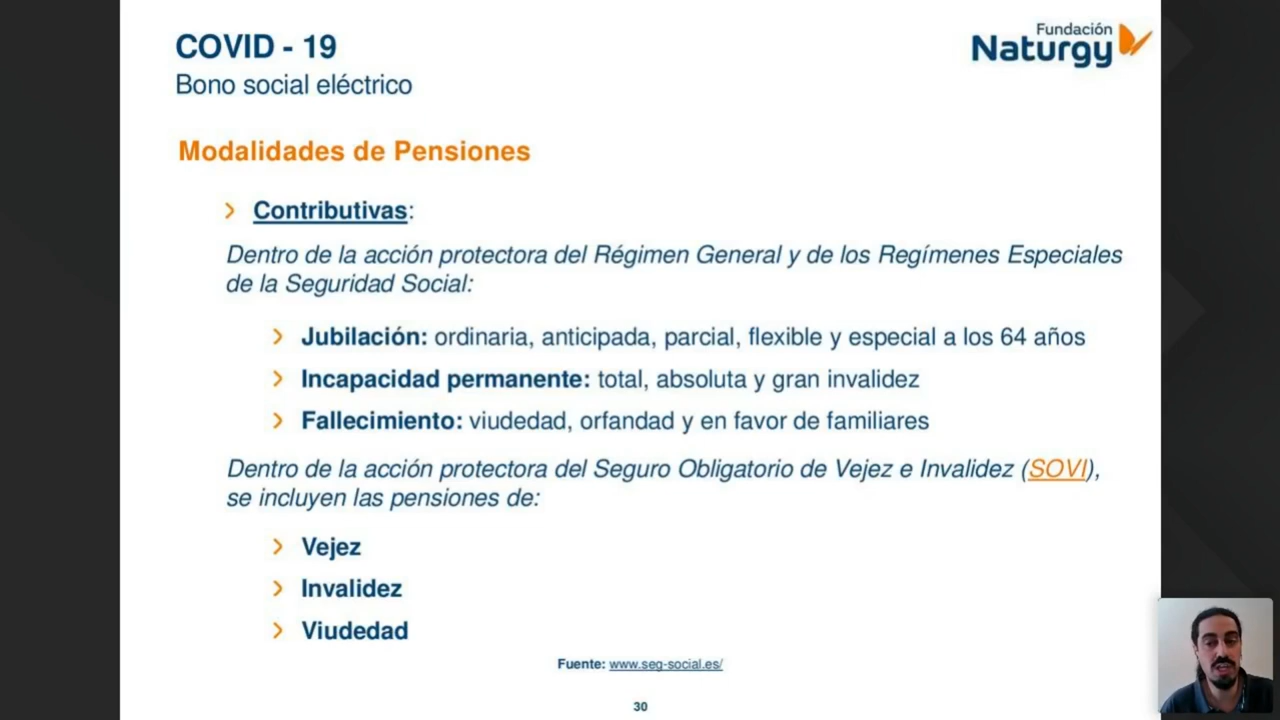 COVID - 19
Bono social eléctrico
Fundación
Naturgy
Modalidades de Pensiones
Contributivas:
Dentro de la acción protectora del Régimen General y de los Regímenes Especiales
de la Seguridad Social:
Jubilación: ordinaria, anticipada, parcial, flexible y especial a los 64 años
Incapacidad permanente: total, absoluta y gran invalidez
Fallecimiento: viudedad, orfandad y en favor de familiares
Dentro de la acción protectora del Seguro Obligatorio de Vejez e Invalidez (SOVI),
se incluyen las pensiones de:
Vejez
Invalidez
Viudedad
Fuente: www.seg-social.es/
30